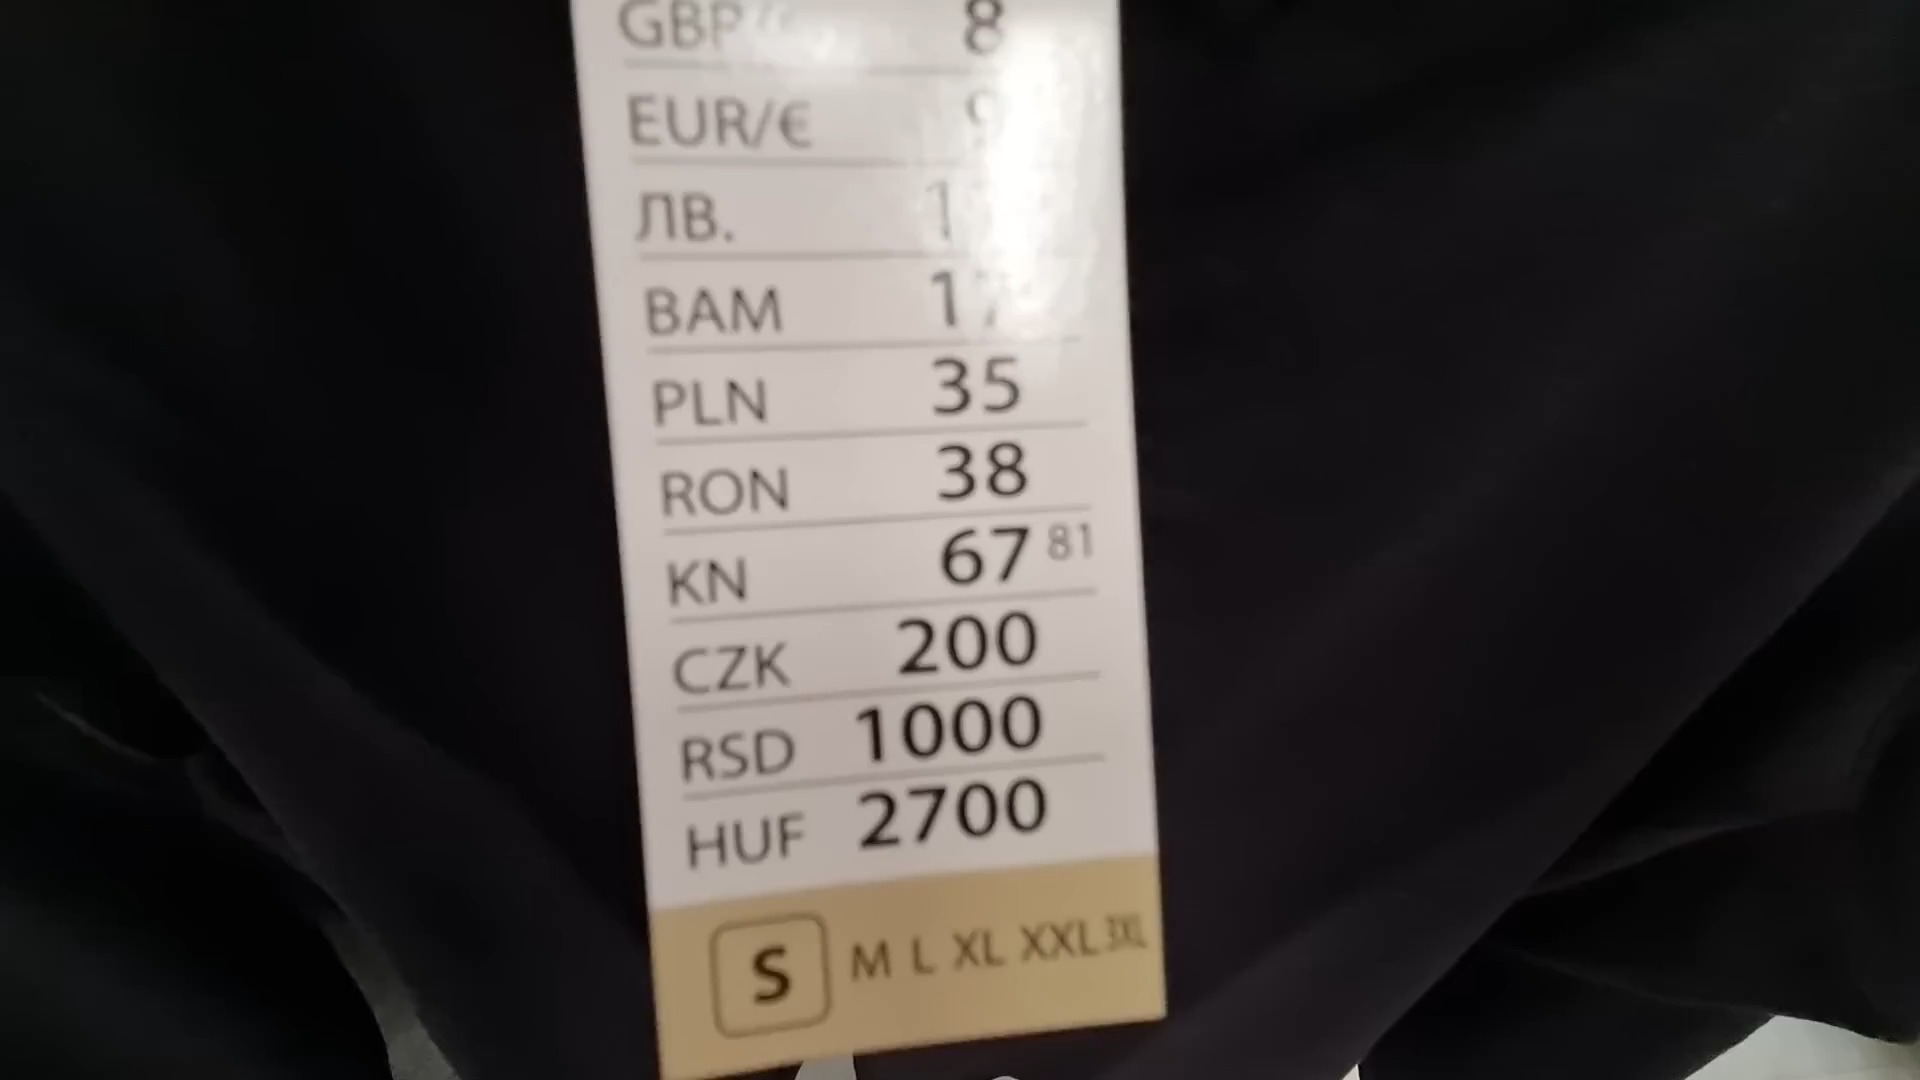 GBP 8
EUR/€ 9
ЛВ. 1
BAM 17
PLN 35
RON 38
KN 67 81
CZK 200
RSD 1000
HUF 2700
S M L XL XXL 3XL